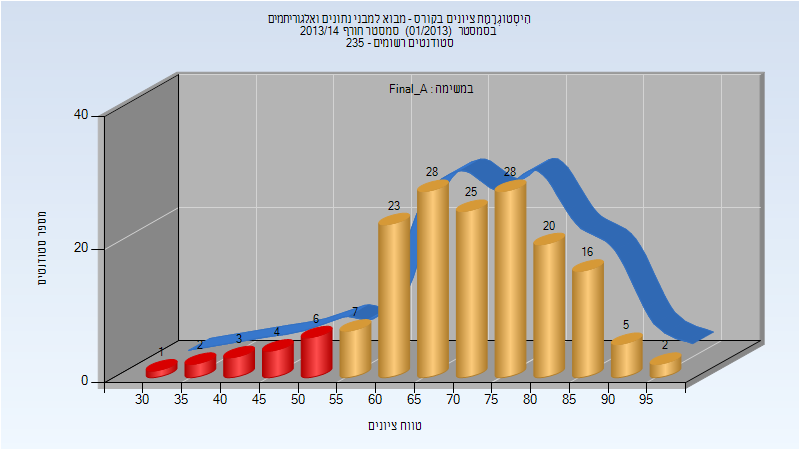 היסְטוֹגְרָמַת ציונים בקורס - מבוא למבני נתונים ואלגוריתמים
בסמסטר (01/2013) סמסטר חורף 2013/14
סטודנטים רשומים - 235
במשימה : Final_A
40
20
0
מספר סטודנטים
1
2
3
4
6
7
23
28
25
28
20
16
5
2
30 35 40 45 50 55 60 65 70 75 80 85 90 95
טווח ציונים